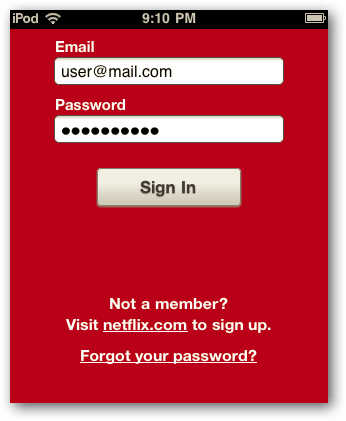 iPod 9:10 PM
Email
user@mail.com
Password
●●●●●●●●●●
Sign In
Not a member?
Visit netflix.com to sign up.
Forgot your password?